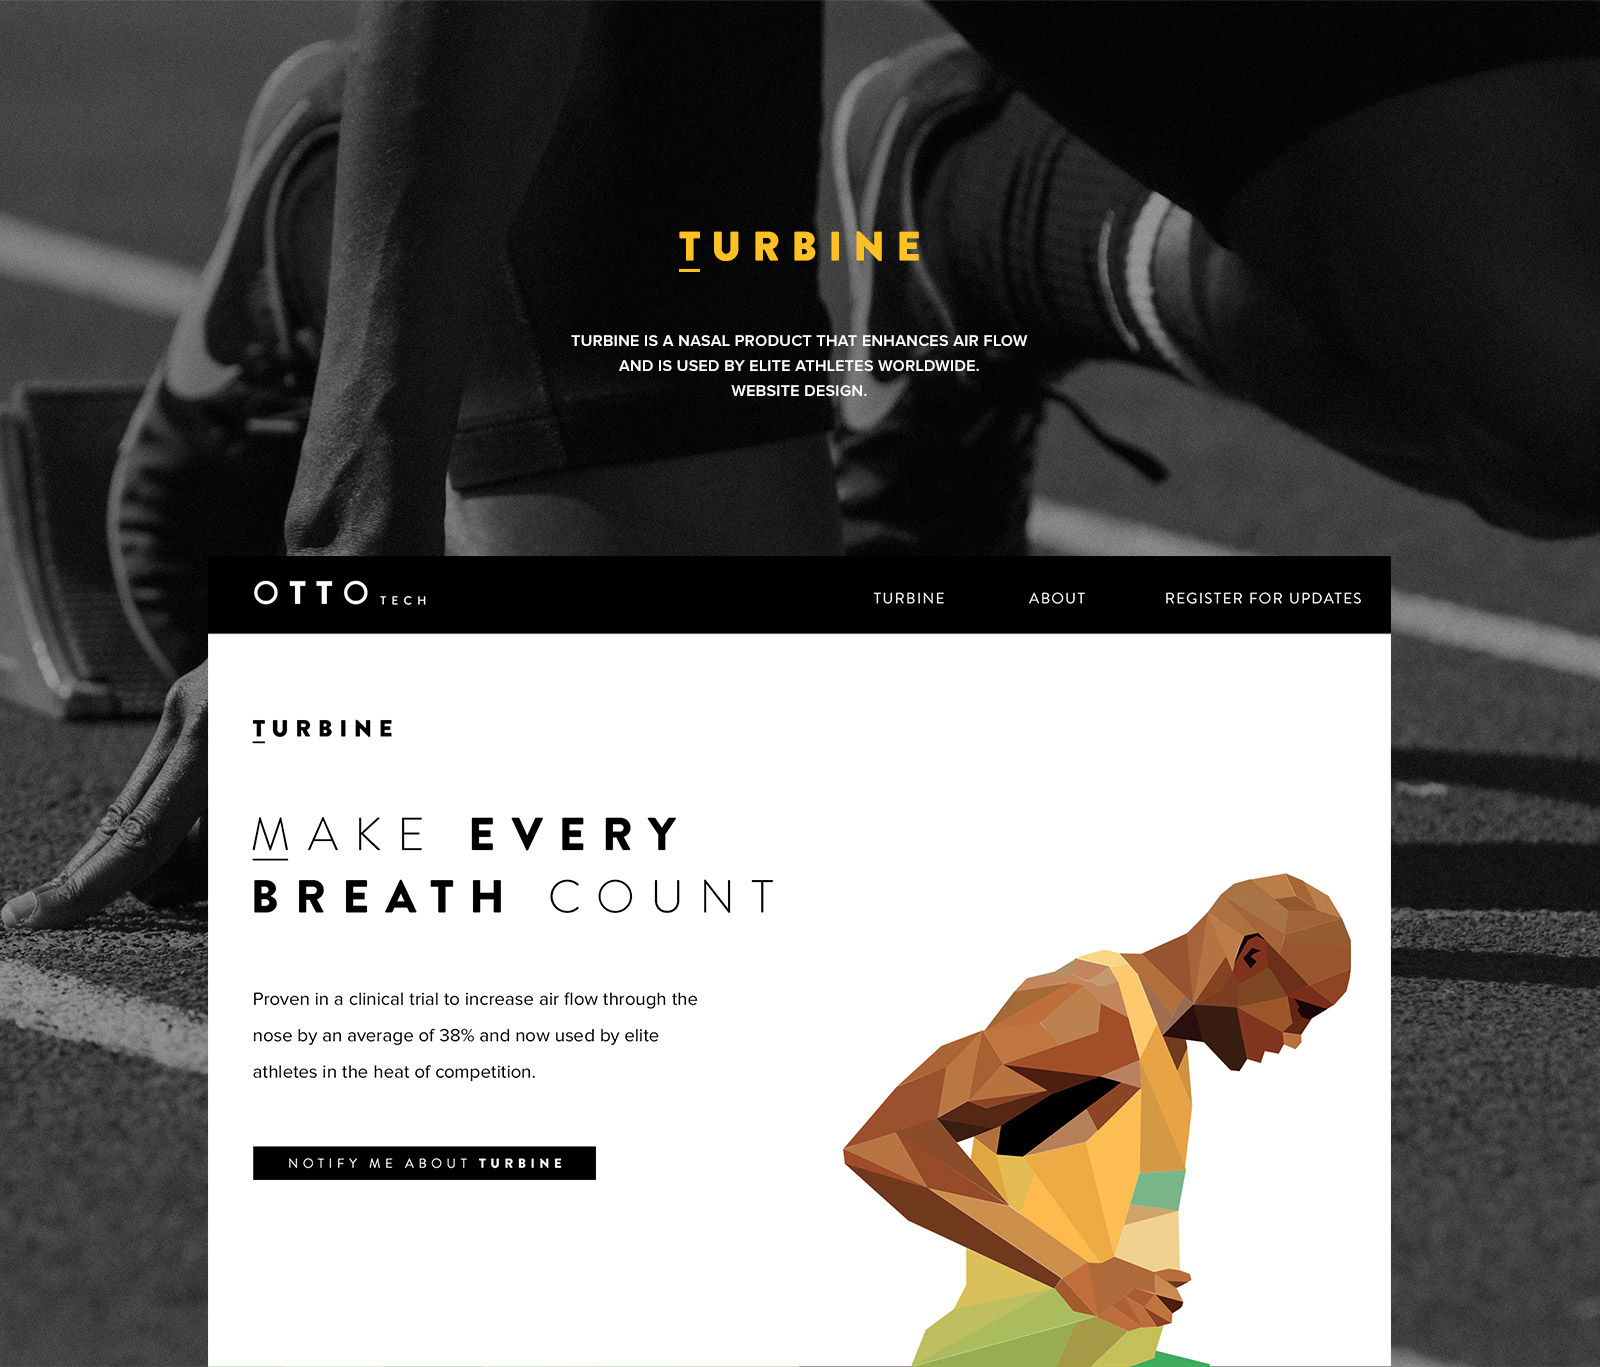 TURBINE
TURBINE IS A NASAL PRODUCT THAT ENHANCES AIR FLOW
AND IS USED BY ELITE ATHLETES WORLDWIDE.
WEBSITE DESIGN.
OTTO TECH
TURBINE ABOUT REGISTER FOR UPDATES
TURBINE
MAKE EVERY
BREATH COUNT
Proven in a clinical trial to increase air flow through the
nose by an average of 38% and now used by elite
athletes in the heat of competition.
NOTIFY ME ABOUT TURBINE